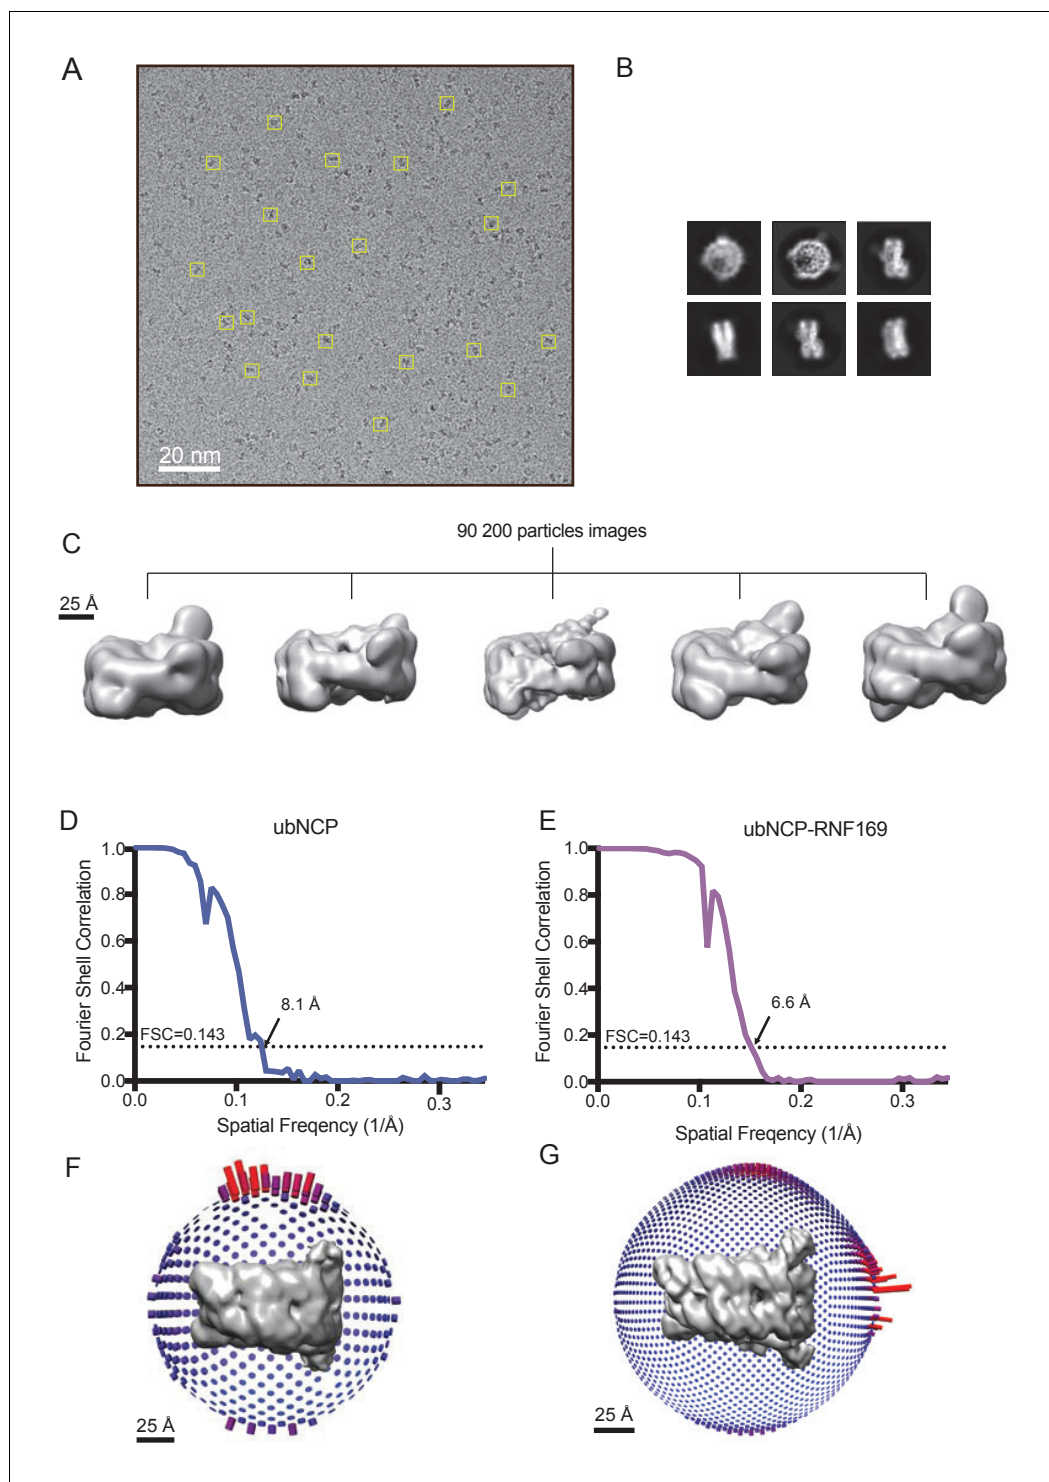 A
B
20 nm
C
90 200 particles images
25 Å
D
ubNCP
Fourier Shell Correlation
1.0
0.8
0.6
0.4
0.2
0.0
FSC=0.143
8.1 Å
0.0
0.1
0.2
0.3
Spatial Freqency (1/Å)
E
ubNCP-RNF169
Fourier Shell Correlation
1.0
0.8
0.6
0.4
0.2
0.0
FSC=0.143
6.6 Å
0.0
0.1
0.2
0.3
Spatial Freqency (1/Å)
F
25 Å
G
25 Å